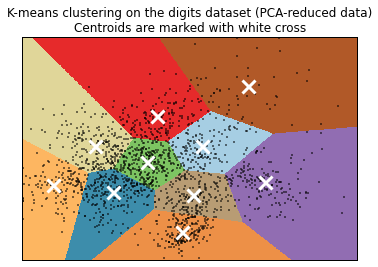 K-means clustering on the digits dataset (PCA-reduced data)
Centroids are marked with white cross